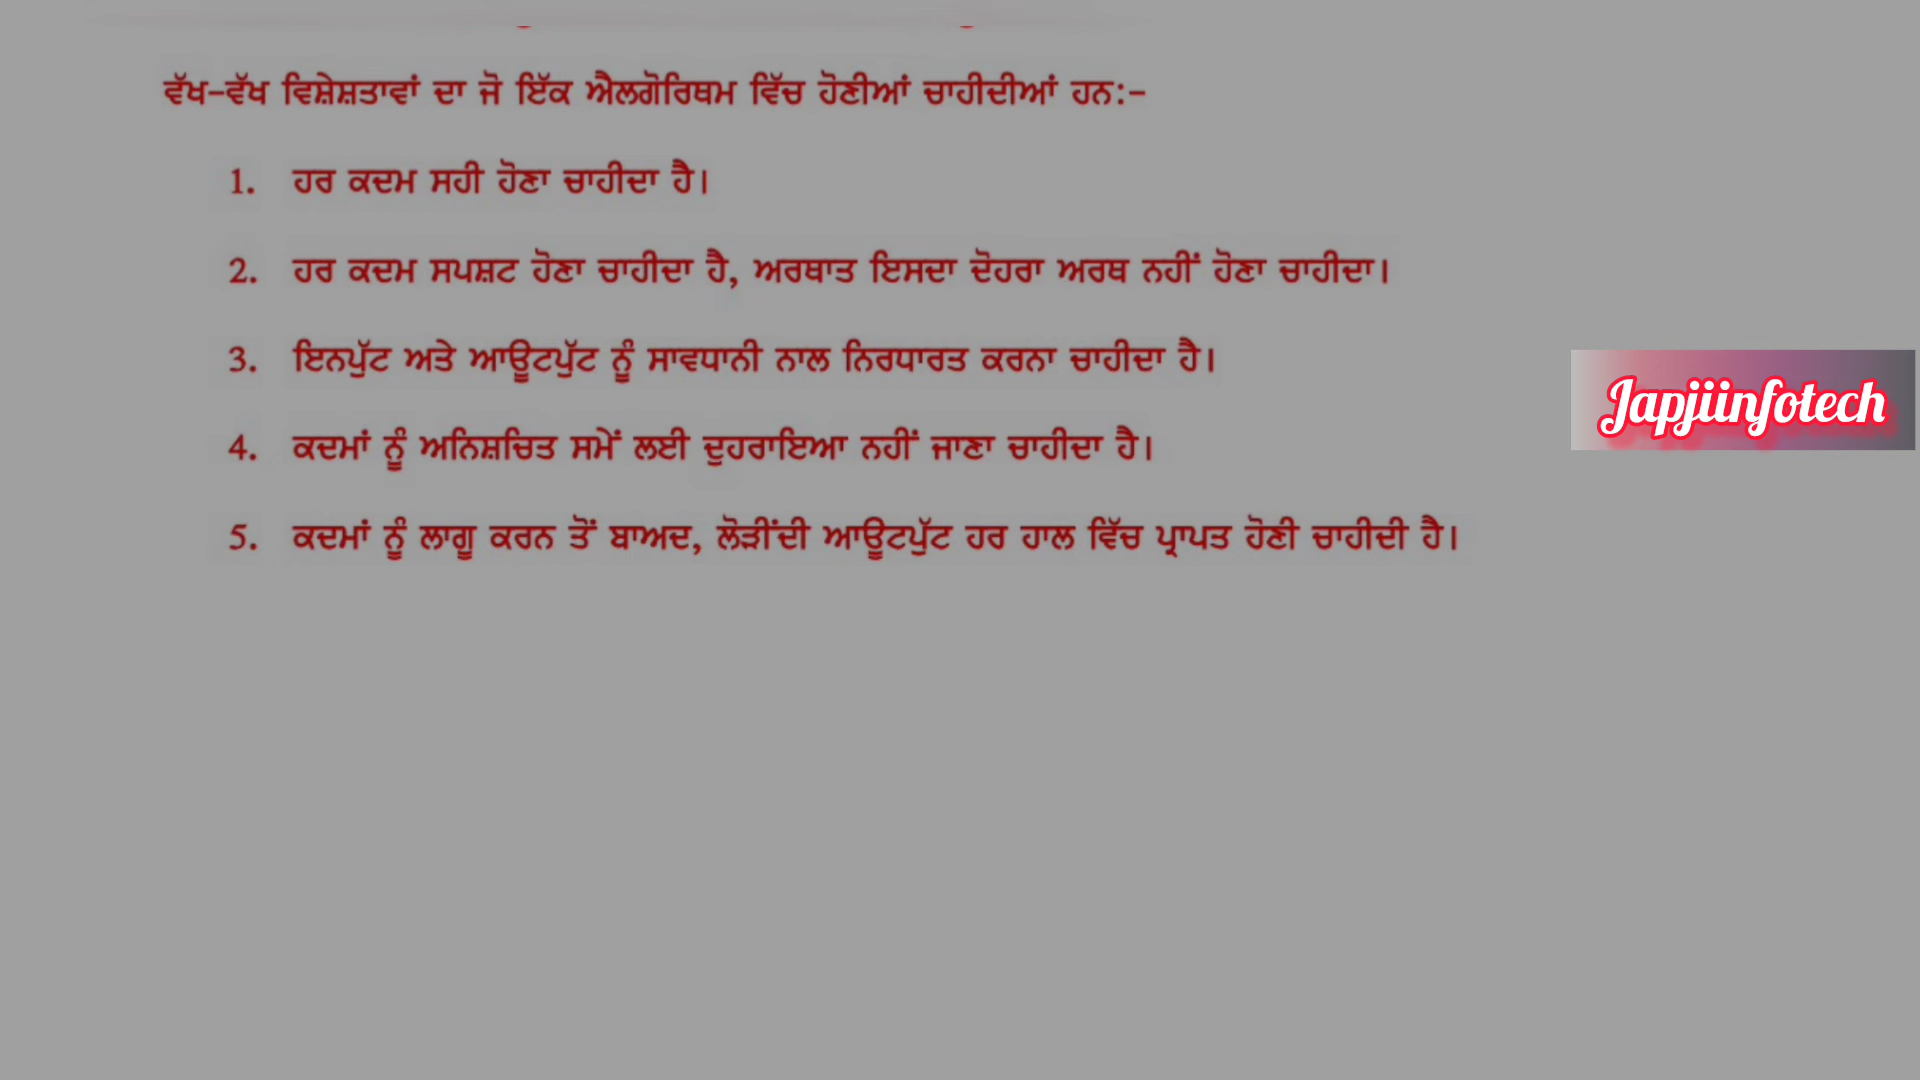 ਵੱਖ-ਵੱਖ ਵਿਸ਼ੇਸ਼ਤਾਵਾਂ ਦਾ ਜੋ ਇੱਕ ਐਲਗੋਰਿਥਮ ਵਿੱਚ ਹੋਣੀਆਂ ਚਾਹੀਦੀਆਂ ਹਨ:-
1. ਹਰ ਕਦਮ ਸਹੀ ਹੋਣਾ ਚਾਹੀਦਾ ਹੈ।
2. ਹਰ ਕਦਮ ਸਪਸ਼ਟ ਹੋਣਾ ਚਾਹੀਦਾ ਹੈ, ਅਰਥਾਤ ਇਸਦਾ ਦੋਹਰਾ ਅਰਥ ਨਹੀਂ ਹੋਣਾ ਚਾਹੀਦਾ।
3. ਇਨਪੁੱਟ ਅਤੇ ਆਊਟਪੁੱਟ ਨੂੰ ਸਾਵਧਾਨੀ ਨਾਲ ਨਿਰਧਾਰਤ ਕਰਨਾ ਚਾਹੀਦਾ ਹੈ।
Japjiinfotech
4. ਕਦਮਾਂ ਨੂੰ ਅਨਿਸ਼ਚਿਤ ਸਮੇਂ ਲਈ ਦੁਹਰਾਇਆ ਨਹੀਂ ਜਾਣਾ ਚਾਹੀਦਾ ਹੈ।
5. ਕਦਮਾਂ ਨੂੰ ਲਾਗੂ ਕਰਨ ਤੋਂ ਬਾਅਦ, ਲੋੜੀਂਦੀ ਆਊਟਪੁੱਟ ਹਰ ਹਾਲ ਵਿੱਚ ਪ੍ਰਾਪਤ ਹੋਣੀ ਚਾਹੀਦੀ ਹੈ।